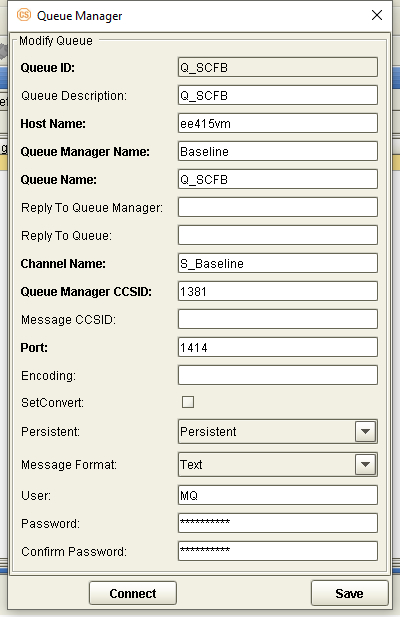 CS Queue Manager
Modify Queue
Queue ID: Q_SCFB
Queue Description: Q_SCFB
Host Name: ee415vm
Queue Manager Name: Baseline
Queue Name: Q_SCFB
Reply To Queue Manager:
Reply To Queue:
Channel Name: S_Baseline
Queue Manager CCSID: 1381
Message CCSID:
Port: 1414
Encoding:
SetConvert:
Persistent: Persistent
Message Format: Text
User: MQ
Password: **********
Confirm Password: **********
Connect Save